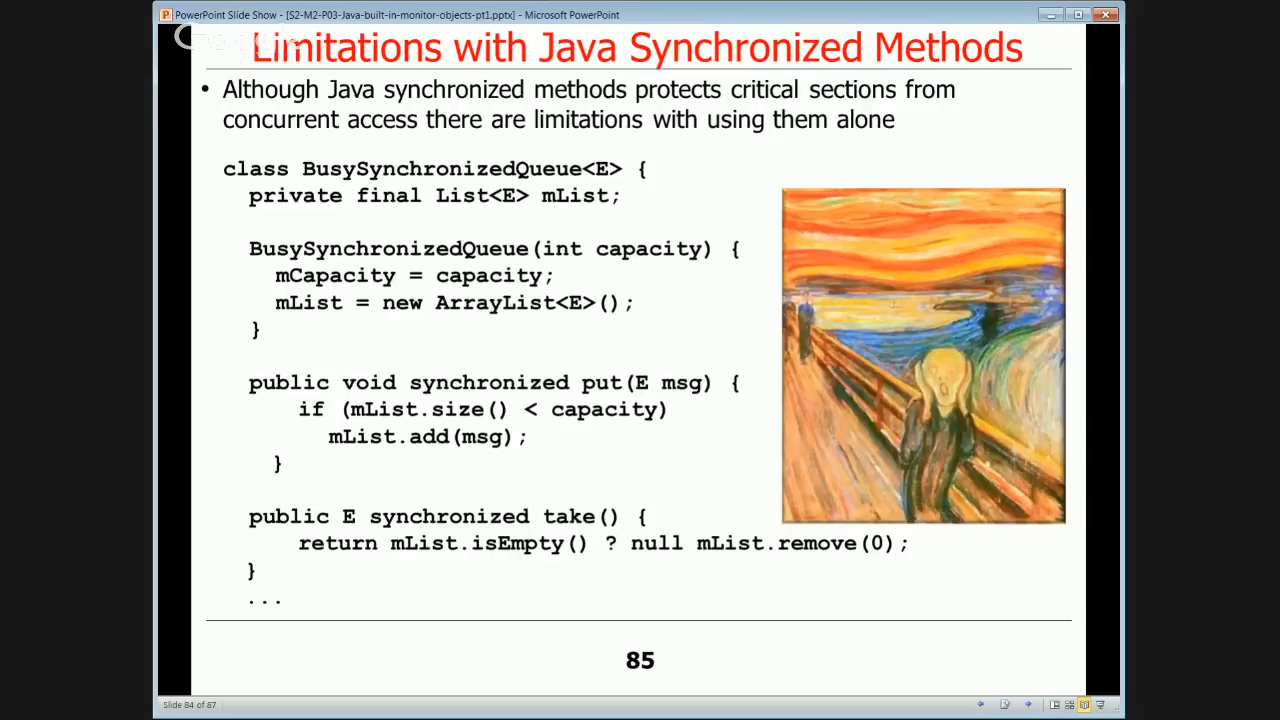 PowerPoint Slide Show - [S2-M2-P03-Java-built-in-monitor-objects-pt1.pptx] - Microsoft PowerPoint
Google
Limitations with Java Synchronized Methods
• Although Java synchronized methods protects critical sections from
concurrent access there are limitations with using them alone
class BusySynchronizedQueue<E> {
private final List<E> mList;
BusySynchronizedQueue(int capacity) {
mCapacity = capacity;
mList = new ArrayList<E>();
}
public void synchronized put(E msg) {
if (mList.size() < capacity)
mList.add(msg);
}
public E synchronized take() {
return mList.isEmpty() ? null mList.remove(0);
}
...
85
Slide 84 of 87